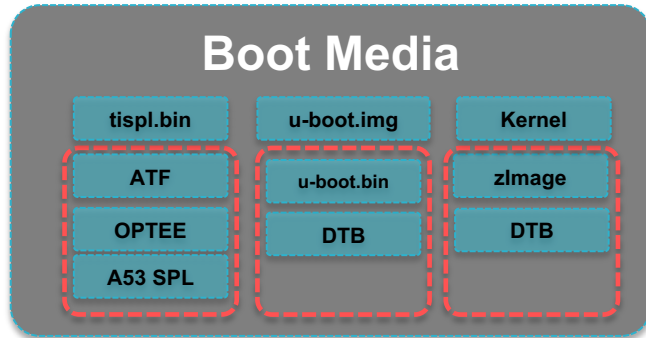 Boot Media
tispl.bin
u-boot.img
Kernel
ATF
OPTEE
A53 SPL
u-boot.bin
DTB
zImage
DTB